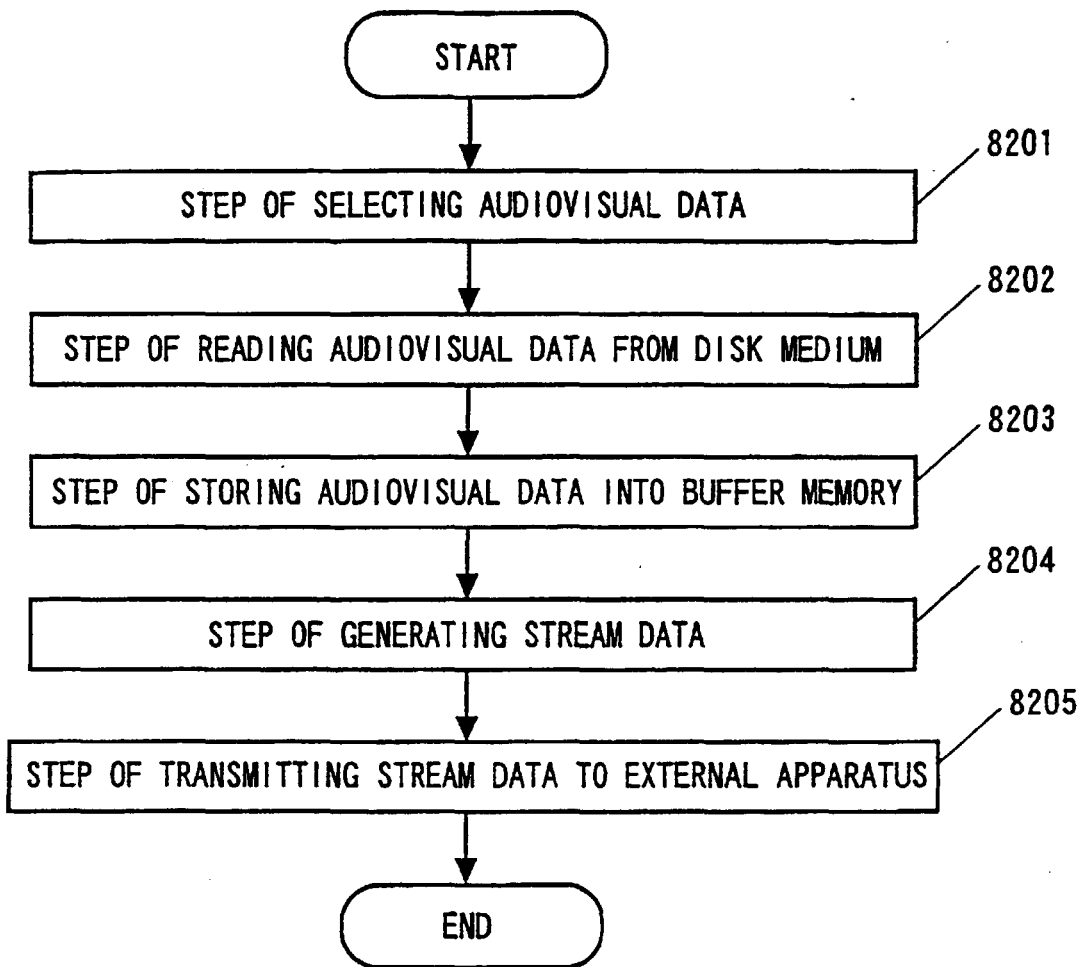 START
8201
STEP OF SELECTING AUDIOVISUAL DATA
8202
STEP OF READING AUDIOVISUAL DATA FROM DISK MEDIUM
8203
STEP OF STORING AUDIOVISUAL DATA INTO BUFFER MEMORY
8204
STEP OF GENERATING STREAM DATA
8205
STEP OF TRANSMITTING STREAM DATA TO EXTERNAL APPARATUS
END